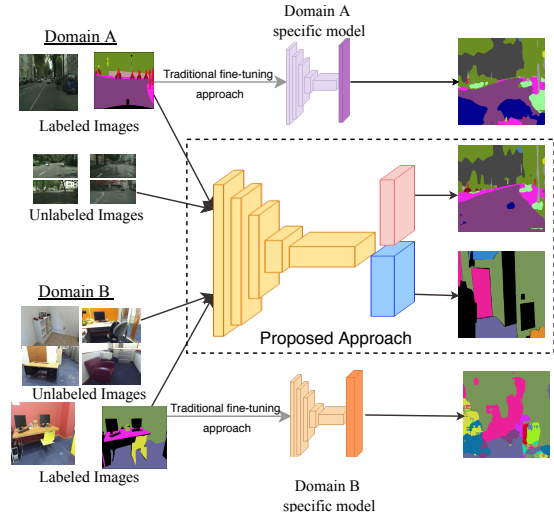 Domain A
Domain A
specific model
Traditional fine-tuning
approach
Labeled Images
Unlabeled Images
Proposed Approach
Domain B
Unlabeled Images
Traditional fine-tuning
approach
Labeled Images
Domain B
specific model